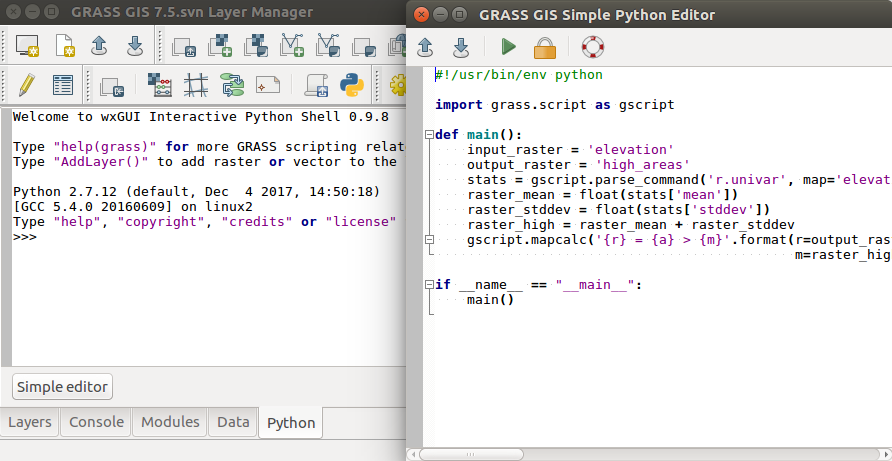 GRASS GIS 7.5.svn Layer Manager
Welcome to wxGUI Interactive Python Shell 0.9.8
Type "help(grass)" for more GRASS scripting
Type "AddLayer()" to add raster or vector to the
Python 2.7.12 (default, Dec  4 2017, 14:50:18)
[GCC 5.4.0 20160609] on linux2
Type "help", "copyright", "credits" or "license"
>>>
Simple editor
Layers
Console
Modules
Data
Python
GRASS GIS Simple Python Editor
#!/usr/bin/env python
import grass.script as gscript
def main():
    input_raster = 'elevation'
    output_raster = 'high_areas'
    stats = gscript.parse_command('r.univar', map='elevat
    raster_mean = float(stats['mean'])
    raster_stddev = float(stats['stddev'])
    raster_high = raster_mean + raster_stddev
    gscript.mapcalc('{r} = {a} > {m}'.format(r=output_ras
                                             m=raster_hig
if __name__ == "__main__":
    main()